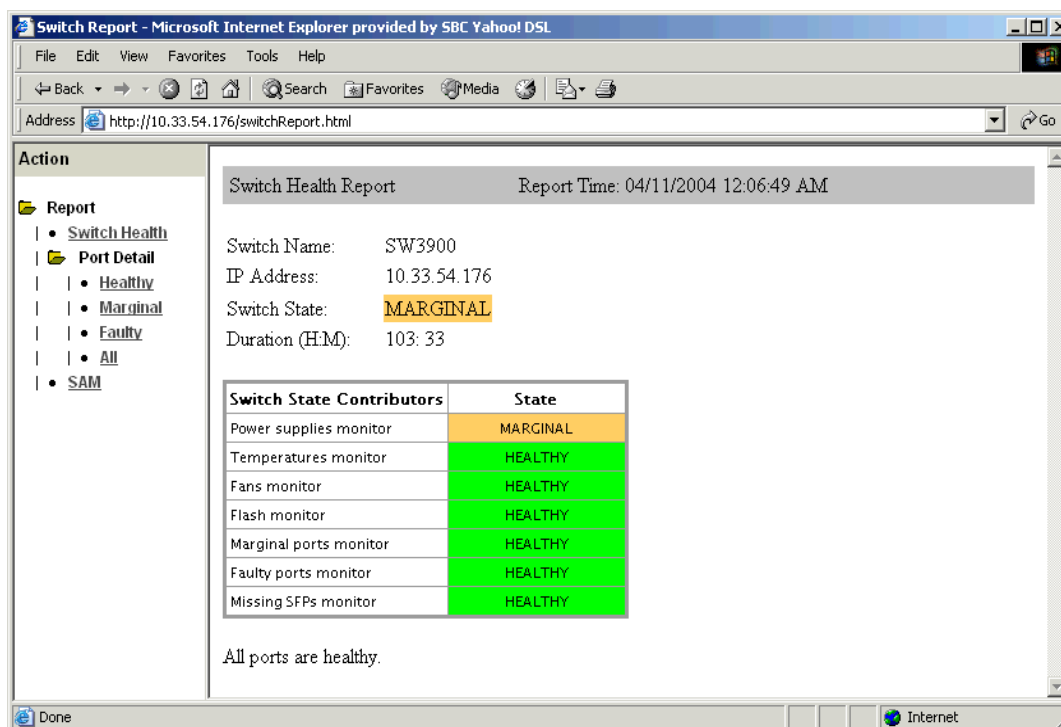 Switch Report - Microsoft Internet Explorer provided by SBC Yahoo! DSL
File Edit View Favorites Tools Help
Back Search Favorites Media
Address http://10.33.54.176/switchReport.html Go
Action
Report
Switch Health
Port Detail
Healthy
Marginal
Faulty
All
SAM
Switch Health Report Report Time: 04/11/2004 12:06:49 AM
Switch Name: SW3900
IP Address: 10.33.54.176
Switch State: MARGINAL
Duration (H:M): 103: 33
Switch State Contributors State
Power supplies monitor MARGINAL
Temperatures monitor HEALTHY
Fans monitor HEALTHY
Flash monitor HEALTHY
Marginal ports monitor HEALTHY
Faulty ports monitor HEALTHY
Missing SFPs monitor HEALTHY
All ports are healthy.
Done Internet